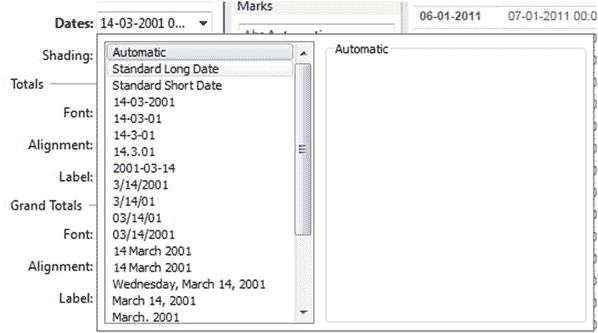 Dates: 14-03-2001 0...
Marks
06-01-2011 07-01-2011 00:0
Shading:
Automatic
Automatic
Standard Long Date
Totals
Standard Short Date
14-03-2001
Font:
14-03-01
14-3-01
Alignment:
14.3.01
2001-03-14
Label:
3/14/2001
3/14/01
Grand Totals
03/14/01
Font:
03/14/2001
14 March 2001
Alignment:
14 March 2001
Wednesday, March 14, 2001
Label:
March 14, 2001
March. 2001